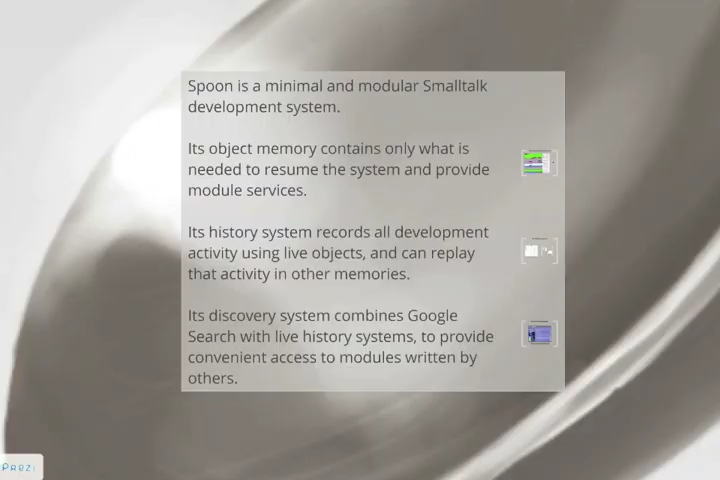 Spoon is a minimal and modular Smalltalk
development system.
Its object memory contains only what is
needed to resume the system and provide
module services.
Its history system records all development
activity using live objects, and can replay
that activity in other memories.
Its discovery system combines Google
Search with live history systems, to provide
convenient access to modules written by
others.
Prezi